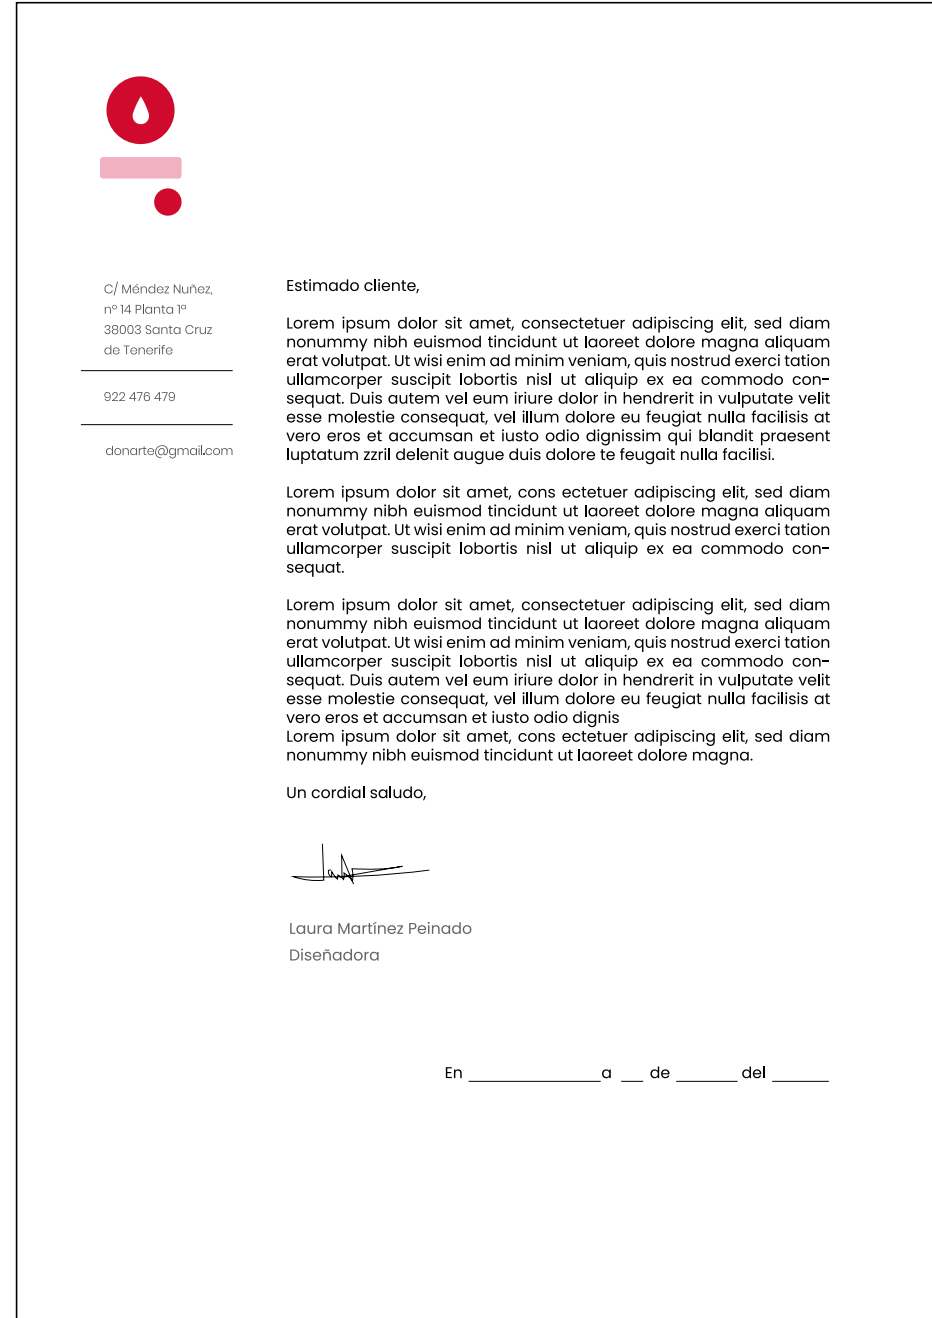 C/ Méndez Nuñez,
nº 14 Planta 1ª
38003 Santa Cruz
de Tenerife
922 476 479
donarte@gmail.com
Estimado cliente,
Lorem ipsum dolor sit amet, consectetuer adipiscing elit, sed diam
nonummy nibh euismod tincidunt ut laoreet dolore magna aliquam
erat volutpat. Ut wisi enim ad minim veniam, quis nostrud exerci tation
ullamcorper suscipit lobortis nisl ut aliquip ex ea commodo con-
sequat. Duis autem vel eum iriure dolor in hendrerit in vulputate velit
esse molestie consequat, vel illum dolore eu feugiat nulla facilisis at
vero eros et accumsan et iusto odio dignissim qui blandit praesent
luptatum zzril delenit augue duis dolore te feugait nulla facilisi.
Lorem ipsum dolor sit amet, cons ectetuer adipiscing elit, sed diam
nonummy nibh euismod tincidunt ut laoreet dolore magna aliquam
erat volutpat. Ut wisi enim ad minim veniam, quis nostrud exerci tation
ullamcorper suscipit lobortis nisl ut aliquip ex ea commodo con-
sequat.
Lorem ipsum dolor sit amet, consectetuer adipiscing elit, sed diam
nonummy nibh euismod tincidunt ut laoreet dolore magna aliquam
erat volutpat. Ut wisi enim ad minim veniam, quis nostrud exerci tation
ullamcorper suscipit lobortis nisl ut aliquip ex ea commodo con-
sequat. Duis autem vel eum iriure dolor in hendrerit in vulputate velit
esse molestie consequat, vel illum dolore eu feugiat nulla facilisis at
vero eros et accumsan et iusto odio dignis
Lorem ipsum dolor sit amet, cons ectetuer adipiscing elit, sed diam
nonummy nibh euismod tincidunt ut laoreet dolore magna.
Un cordial saludo,
Laura Martínez Peinado
Diseñadora
En _______________a ___ de _______ del _______